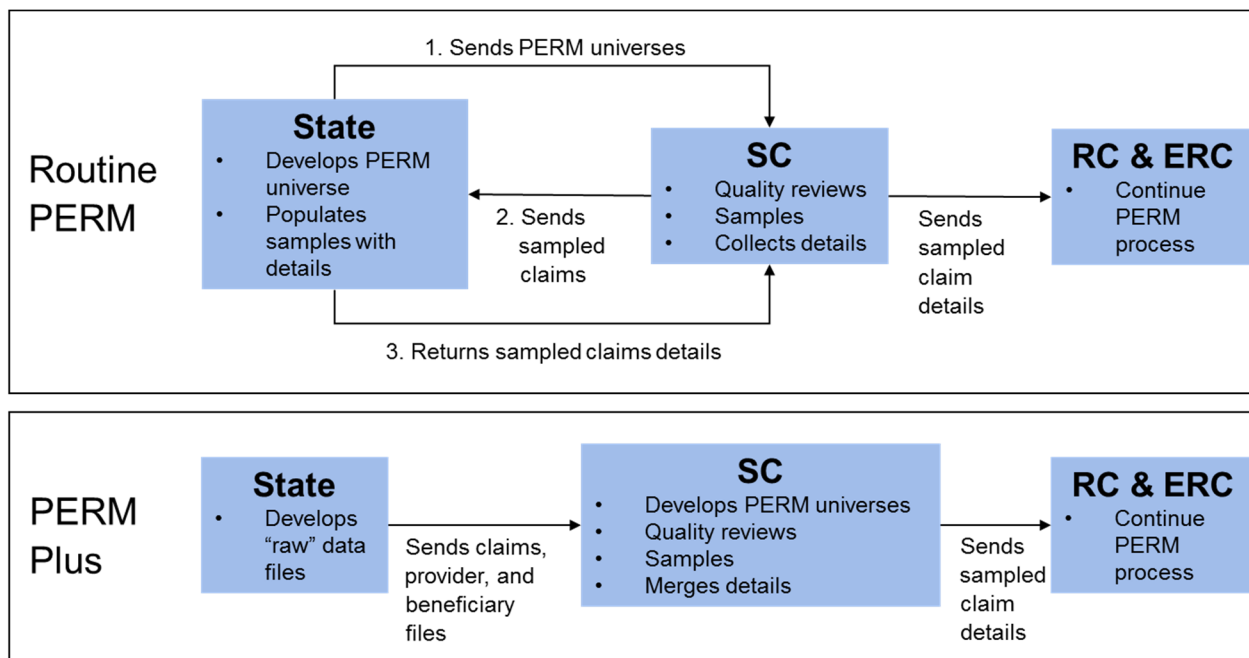 1. Sends PERM universes
Routine
PERM
State
• Develops PERM
universe
• Populates
samples with
details
2. Sends
sampled
claims
SC
• Quality reviews
• Samples
• Collects details
Sends
sampled
claim
details
RC & ERC
• Continue
PERM
process
3. Returns sampled claims details
PERM
Plus
State
• Develops
“raw” data
files
Sends claims,
provider, and
beneficiary
files
SC
• Develops PERM universes
• Quality reviews
• Samples
• Merges details
Sends
sampled
claim
details
RC & ERC
• Continue
PERM
process